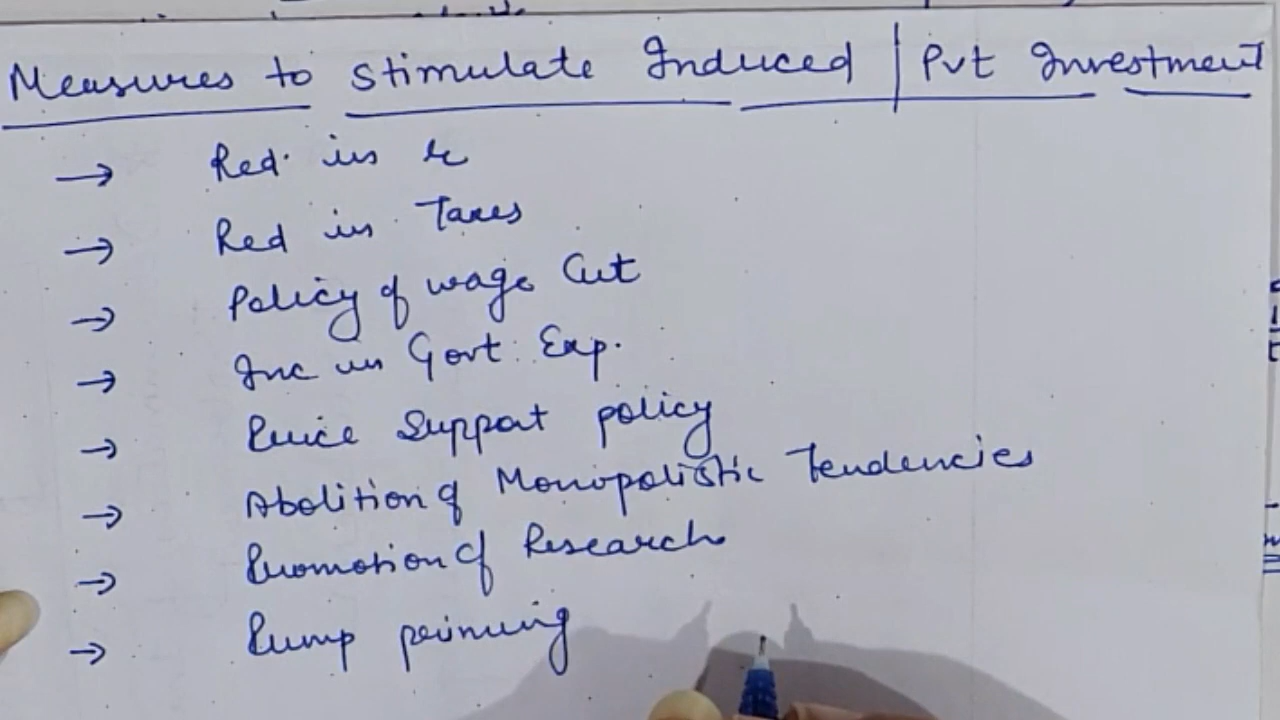 Measures to stimulate Induced | Pvt Investment
→ Red. in r
→ Red in Taxes
→ Policy of wage Cut
→ Inc in Govt. Exp.
→ Price Support policy
→ Abolition of Monopolistic Tendencies
→ Promotion of Research
→ Pump priming